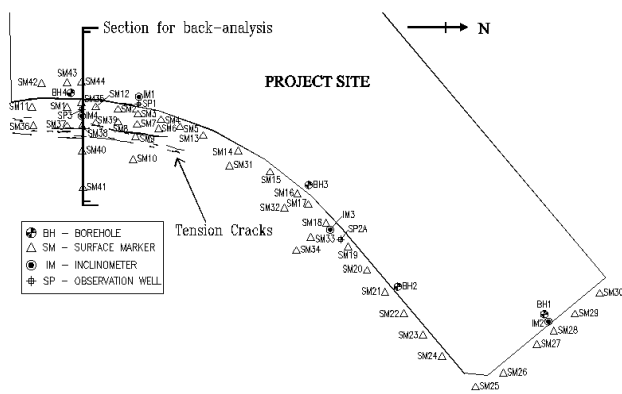 Section for back-analysis
N
PROJECT SITE
SM42
SM43
SM44
BH4
SM11
SM1
SM35
SM12
IM1
SP1
SP3
IM4
SM2
SM3
SM4
SM36
SM37
SM39
SM8
SM7
SM6
SM5
SM38
SM9
SM13
SM40
SM10
SM14
SM31
SM41
SM15
BH3
SM16
SM17
SM32
IM3
SM18
SP2A
SM33
SM19
SM34
Tension Cracks
SM20
BH2
SM21
SM22
SM23
SM24
SM25
SM26
SM27
SM28
SM29
SM30
BH1
IM2
BH – BOREHOLE
SM – SURFACE MARKER
IM – INCLINOMETER
SP – OBSERVATION WELL